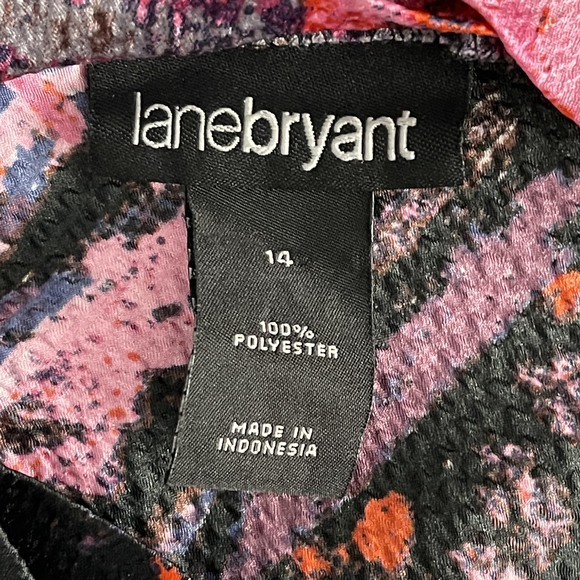 lanebryant
14
100%
POLYESTER
MADE IN
INDONESIA